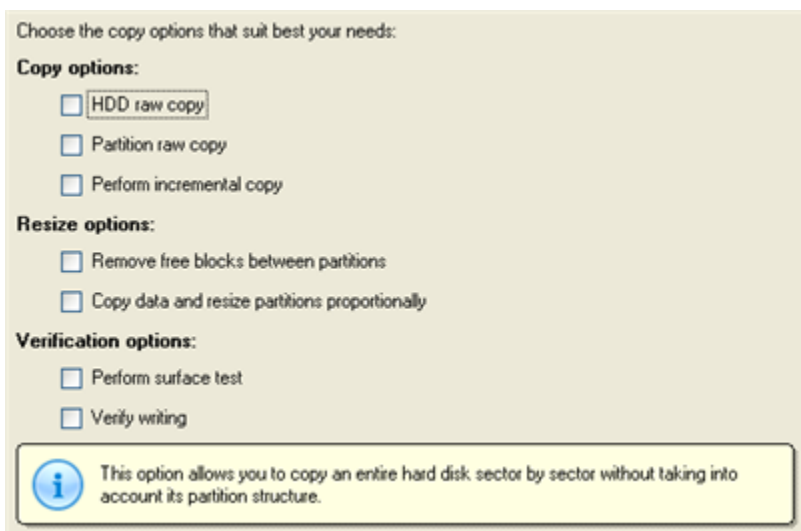 Choose the copy options that suit best your needs:
Copy options:
HDD raw copy
Partition raw copy
Perform incremental copy
Resize options:
Remove free blocks between partitions
Copy data and resize partitions proportionally
Verification options:
Perform surface test
Verify writing
This option allows you to copy an entire hard disk sector by sector without taking into
account its partition structure.